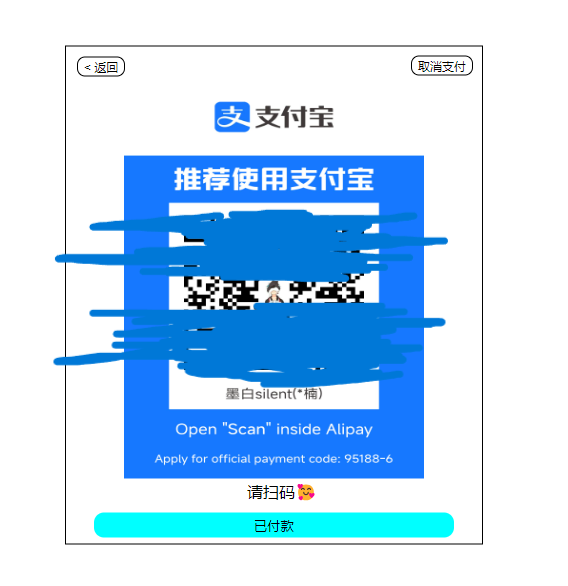 < 返回
取消支付
支付宝
推荐使用支付宝
墨白silent(*楠)
Open "Scan" inside Alipay
Apply for official payment code: 95188-6
请扫码🥰
已付款